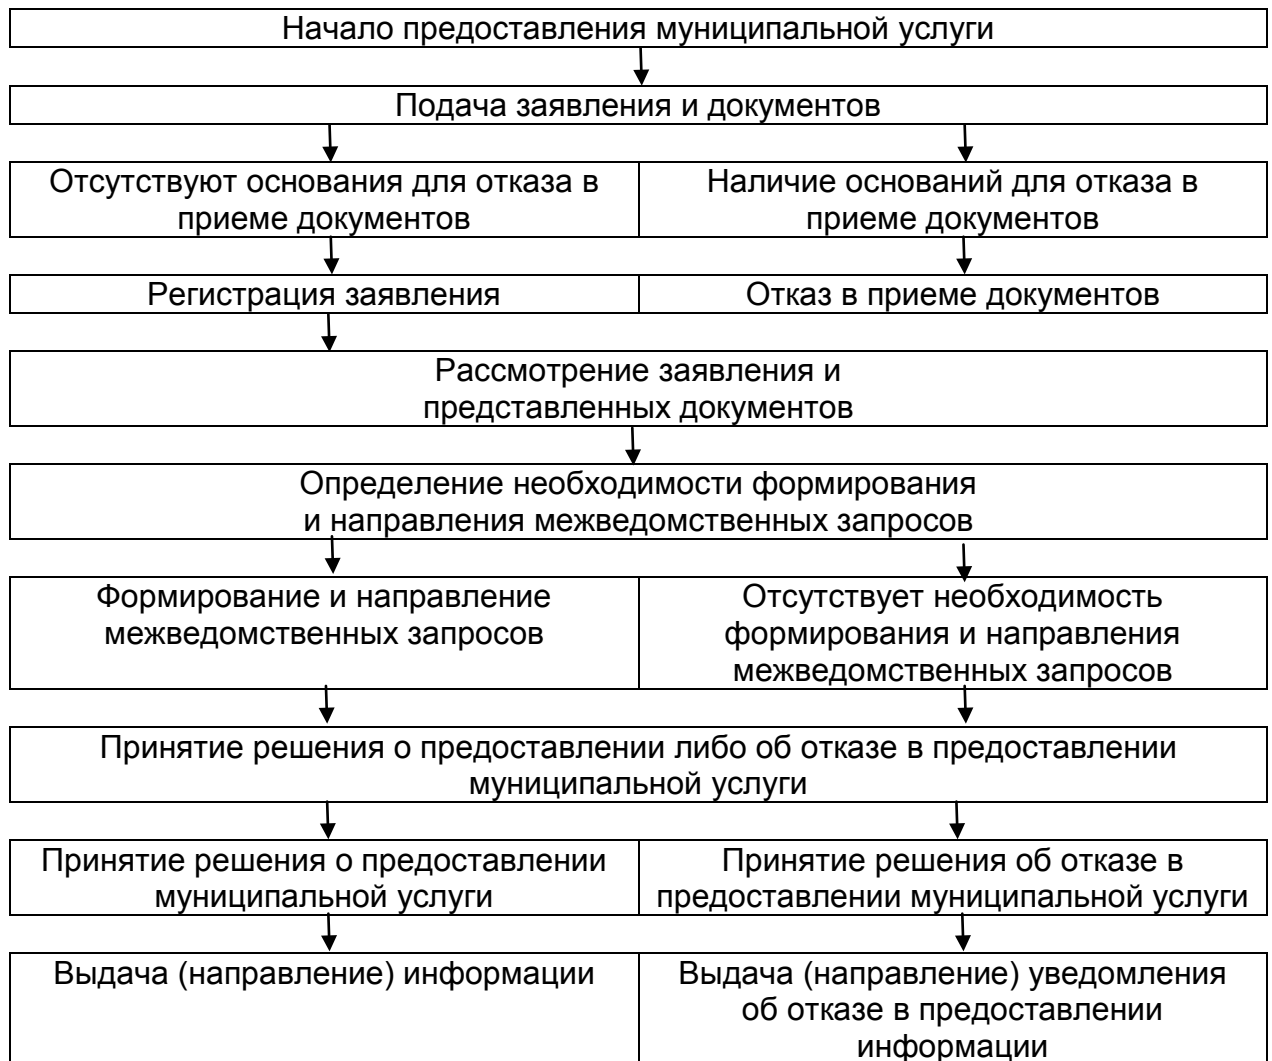 Начало предоставления муниципальной услуги
Подача заявления и документов
Отсутствуют основания для отказа в
приеме документов
Наличие оснований для отказа в
приеме документов
Регистрация заявления
Отказ в приеме документов
Рассмотрение заявления и
представленных документов
Определение необходимости формирования
и направления межведомственных запросов
Формирование и направление
межведомственных запросов
Отсутствует необходимость
формирования и направления
межведомственных запросов
Принятие решения о предоставлении либо об отказе в предоставлении
муниципальной услуги
Принятие решения о предоставлении
муниципальной услуги
Принятие решения об отказе в
предоставлении муниципальной услуги
Выдача (направление) информации
Выдача (направление) уведомления
об отказе в предоставлении
информации